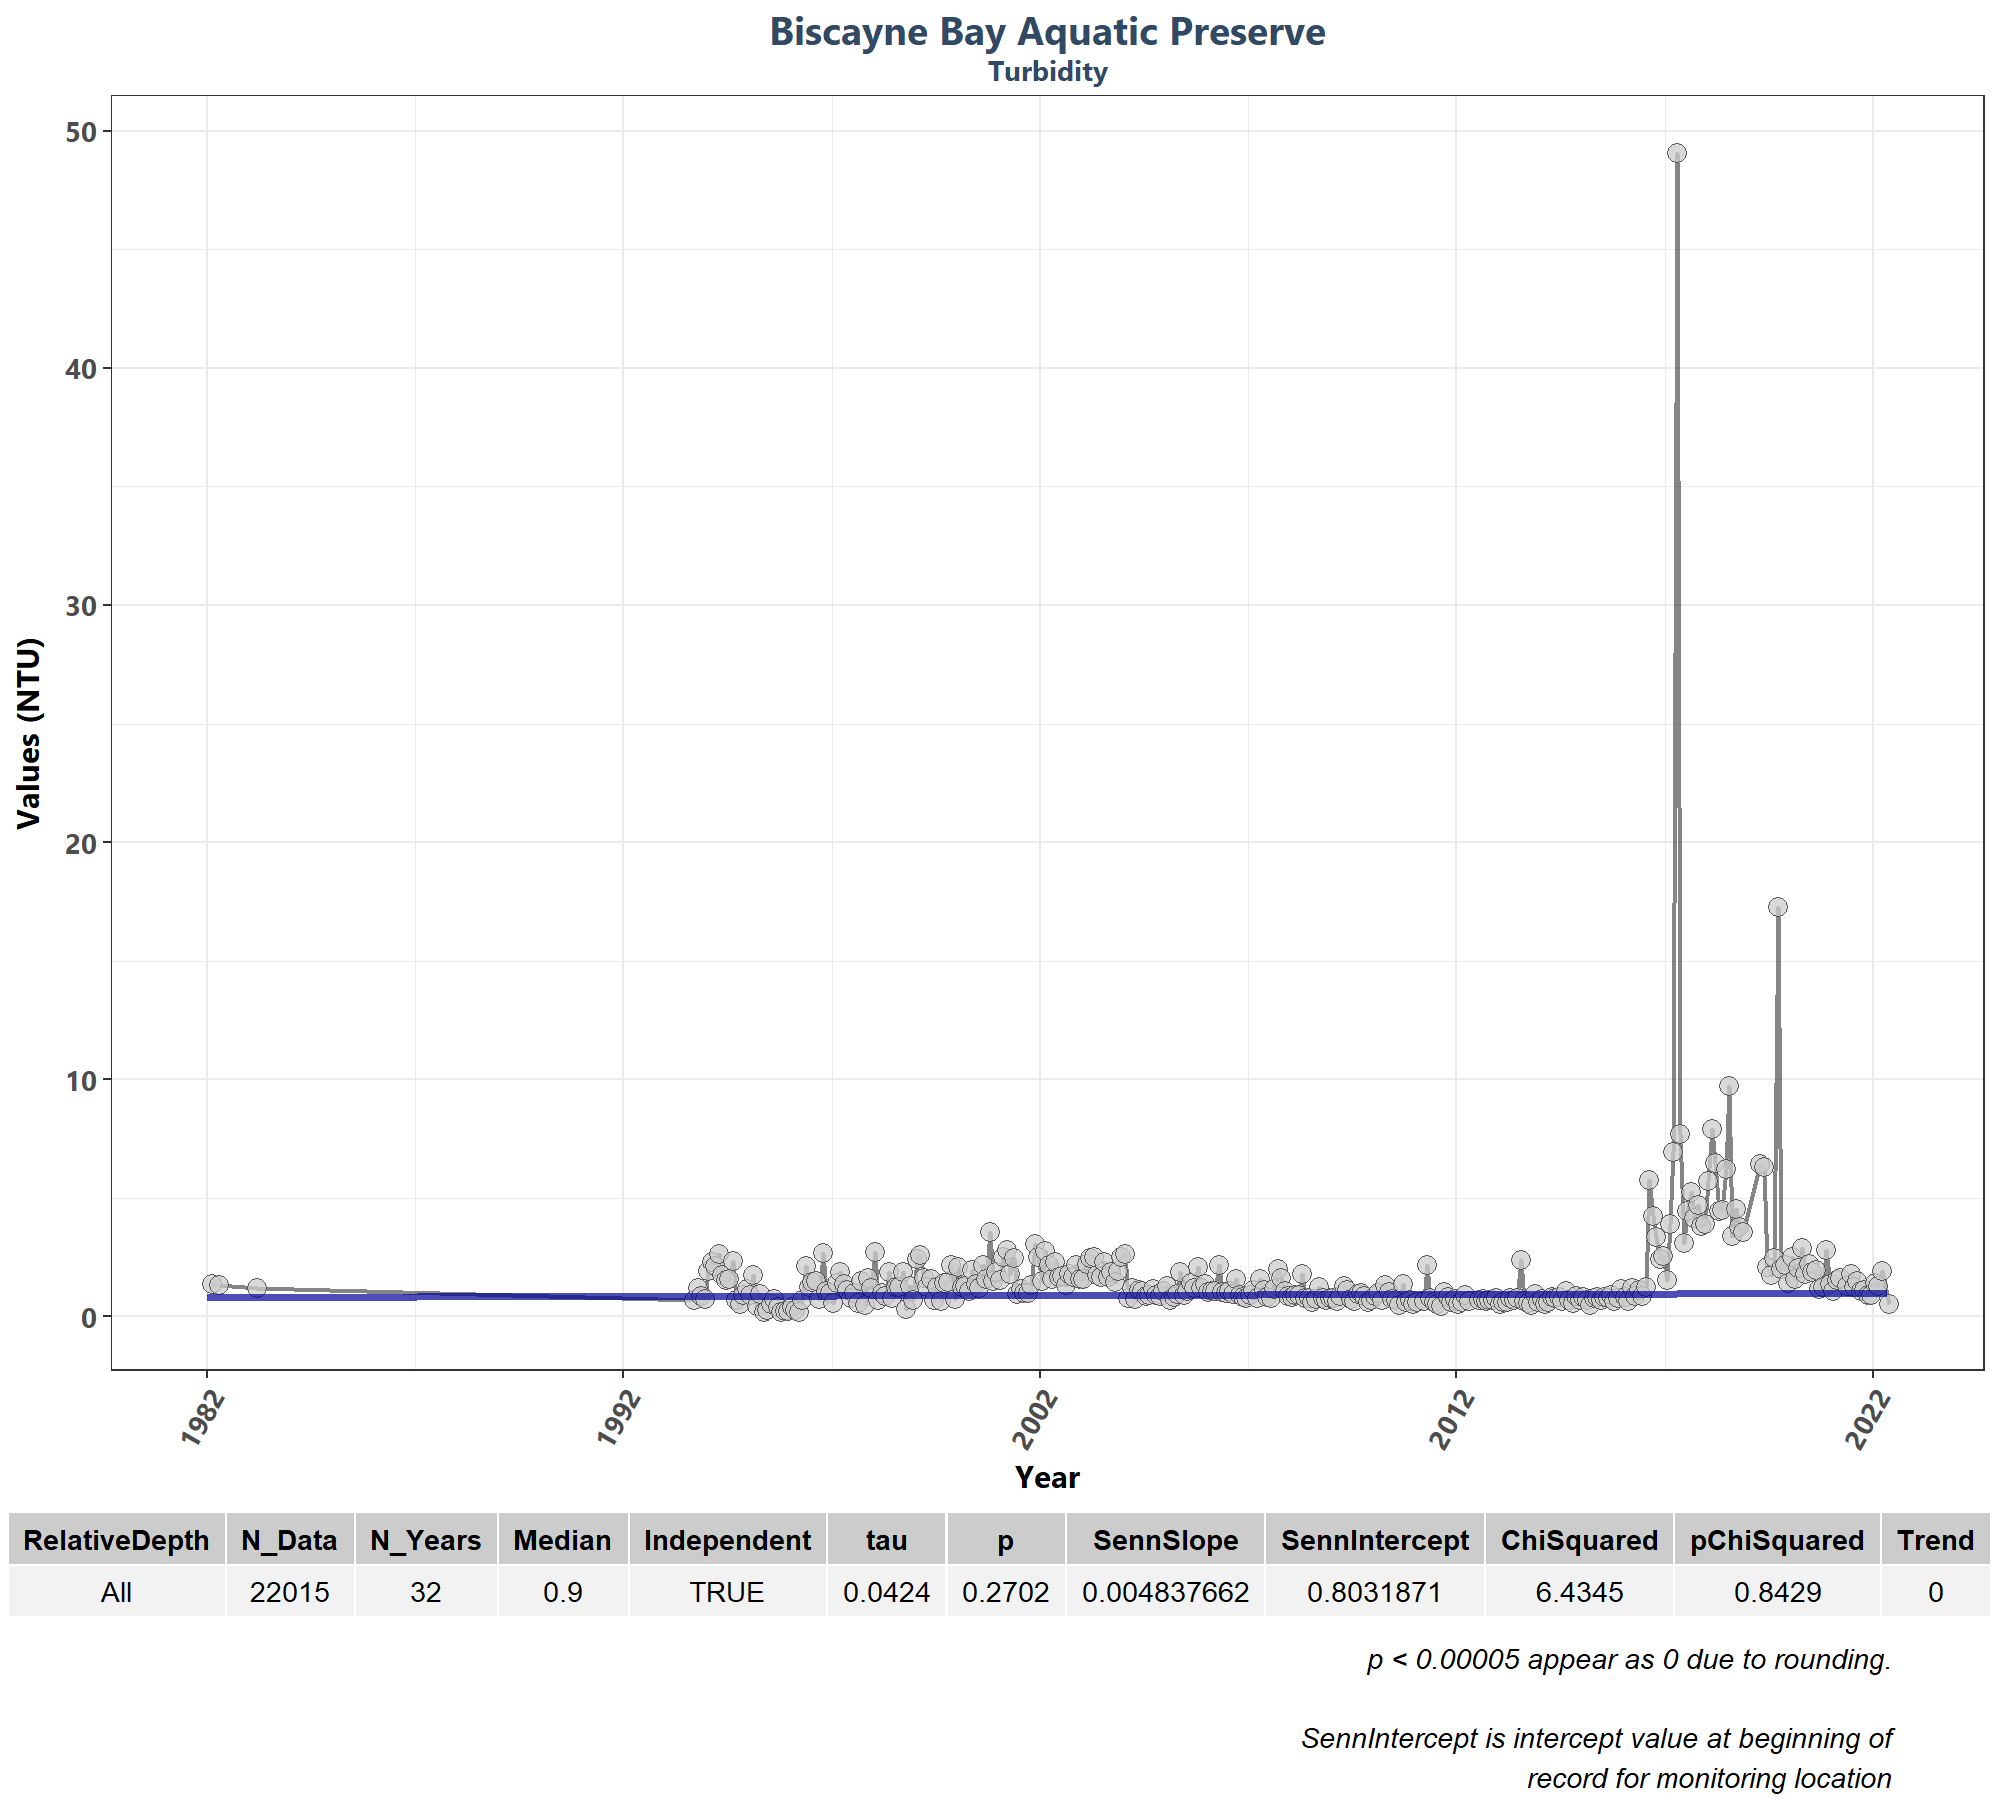 Biscayne Bay Aquatic Preserve
Turbidity
Values (NTU)
50
40
30
20
10
0
1982 1992 2002 2012 2022
Year
RelativeDepth N_Data N_Years Median Independent tau p SennSlope SennIntercept ChiSquared pChiSquared Trend
All 22015 32 0.9 TRUE 0.0424 0.2702 0.004837662 0.8031871 6.4345 0.8429 0
p < 0.00005 appear as 0 due to rounding.
SennIntercept is intercept value at beginning of
record for monitoring location